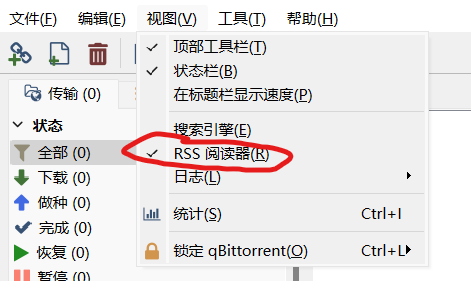 文件(F) 编辑(E) 视图(V) 工具(T) 帮助(H)
传输 (0)
状态
全部 (0)
下载 (0)
做种 (0)
完成 (0)
恢复 (0)
暂停 (0)
顶部工具栏(T)
状态栏(B)
在标题栏显示速度(P)
搜索引擎(E)
RSS 阅读器(R)
日志(L)
统计(S) Ctrl+I
锁定 qBittorrent(O) Ctrl+L